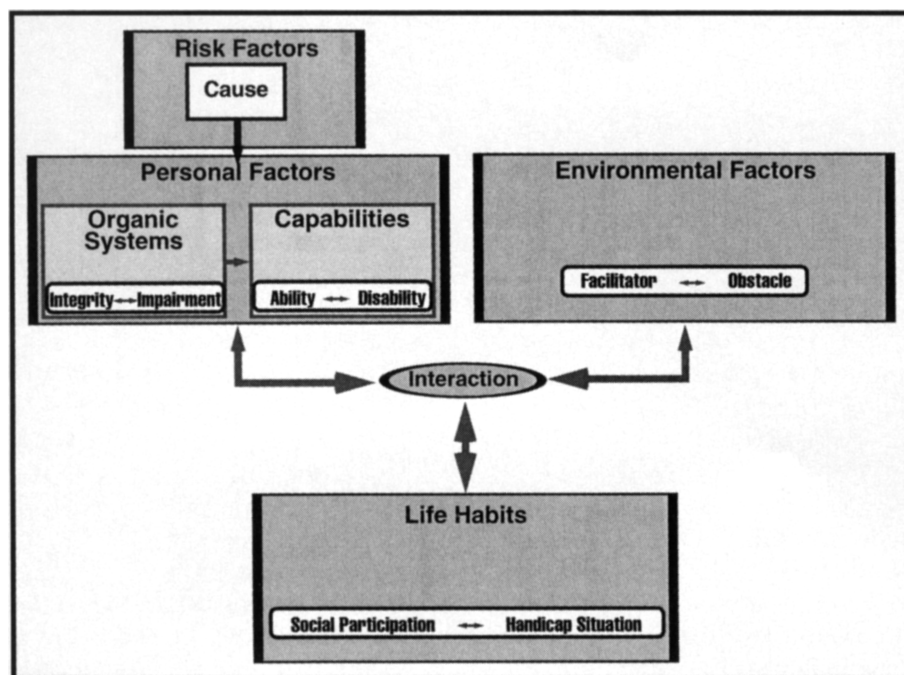 Risk Factors
Cause
Personal Factors
Organic
Systems
Integrity Impairment
Capabilities
Ability Disability
Environmental Factors
Facilitator Obstacle
Interaction
Life Habits
Social Participation Handicap Situation